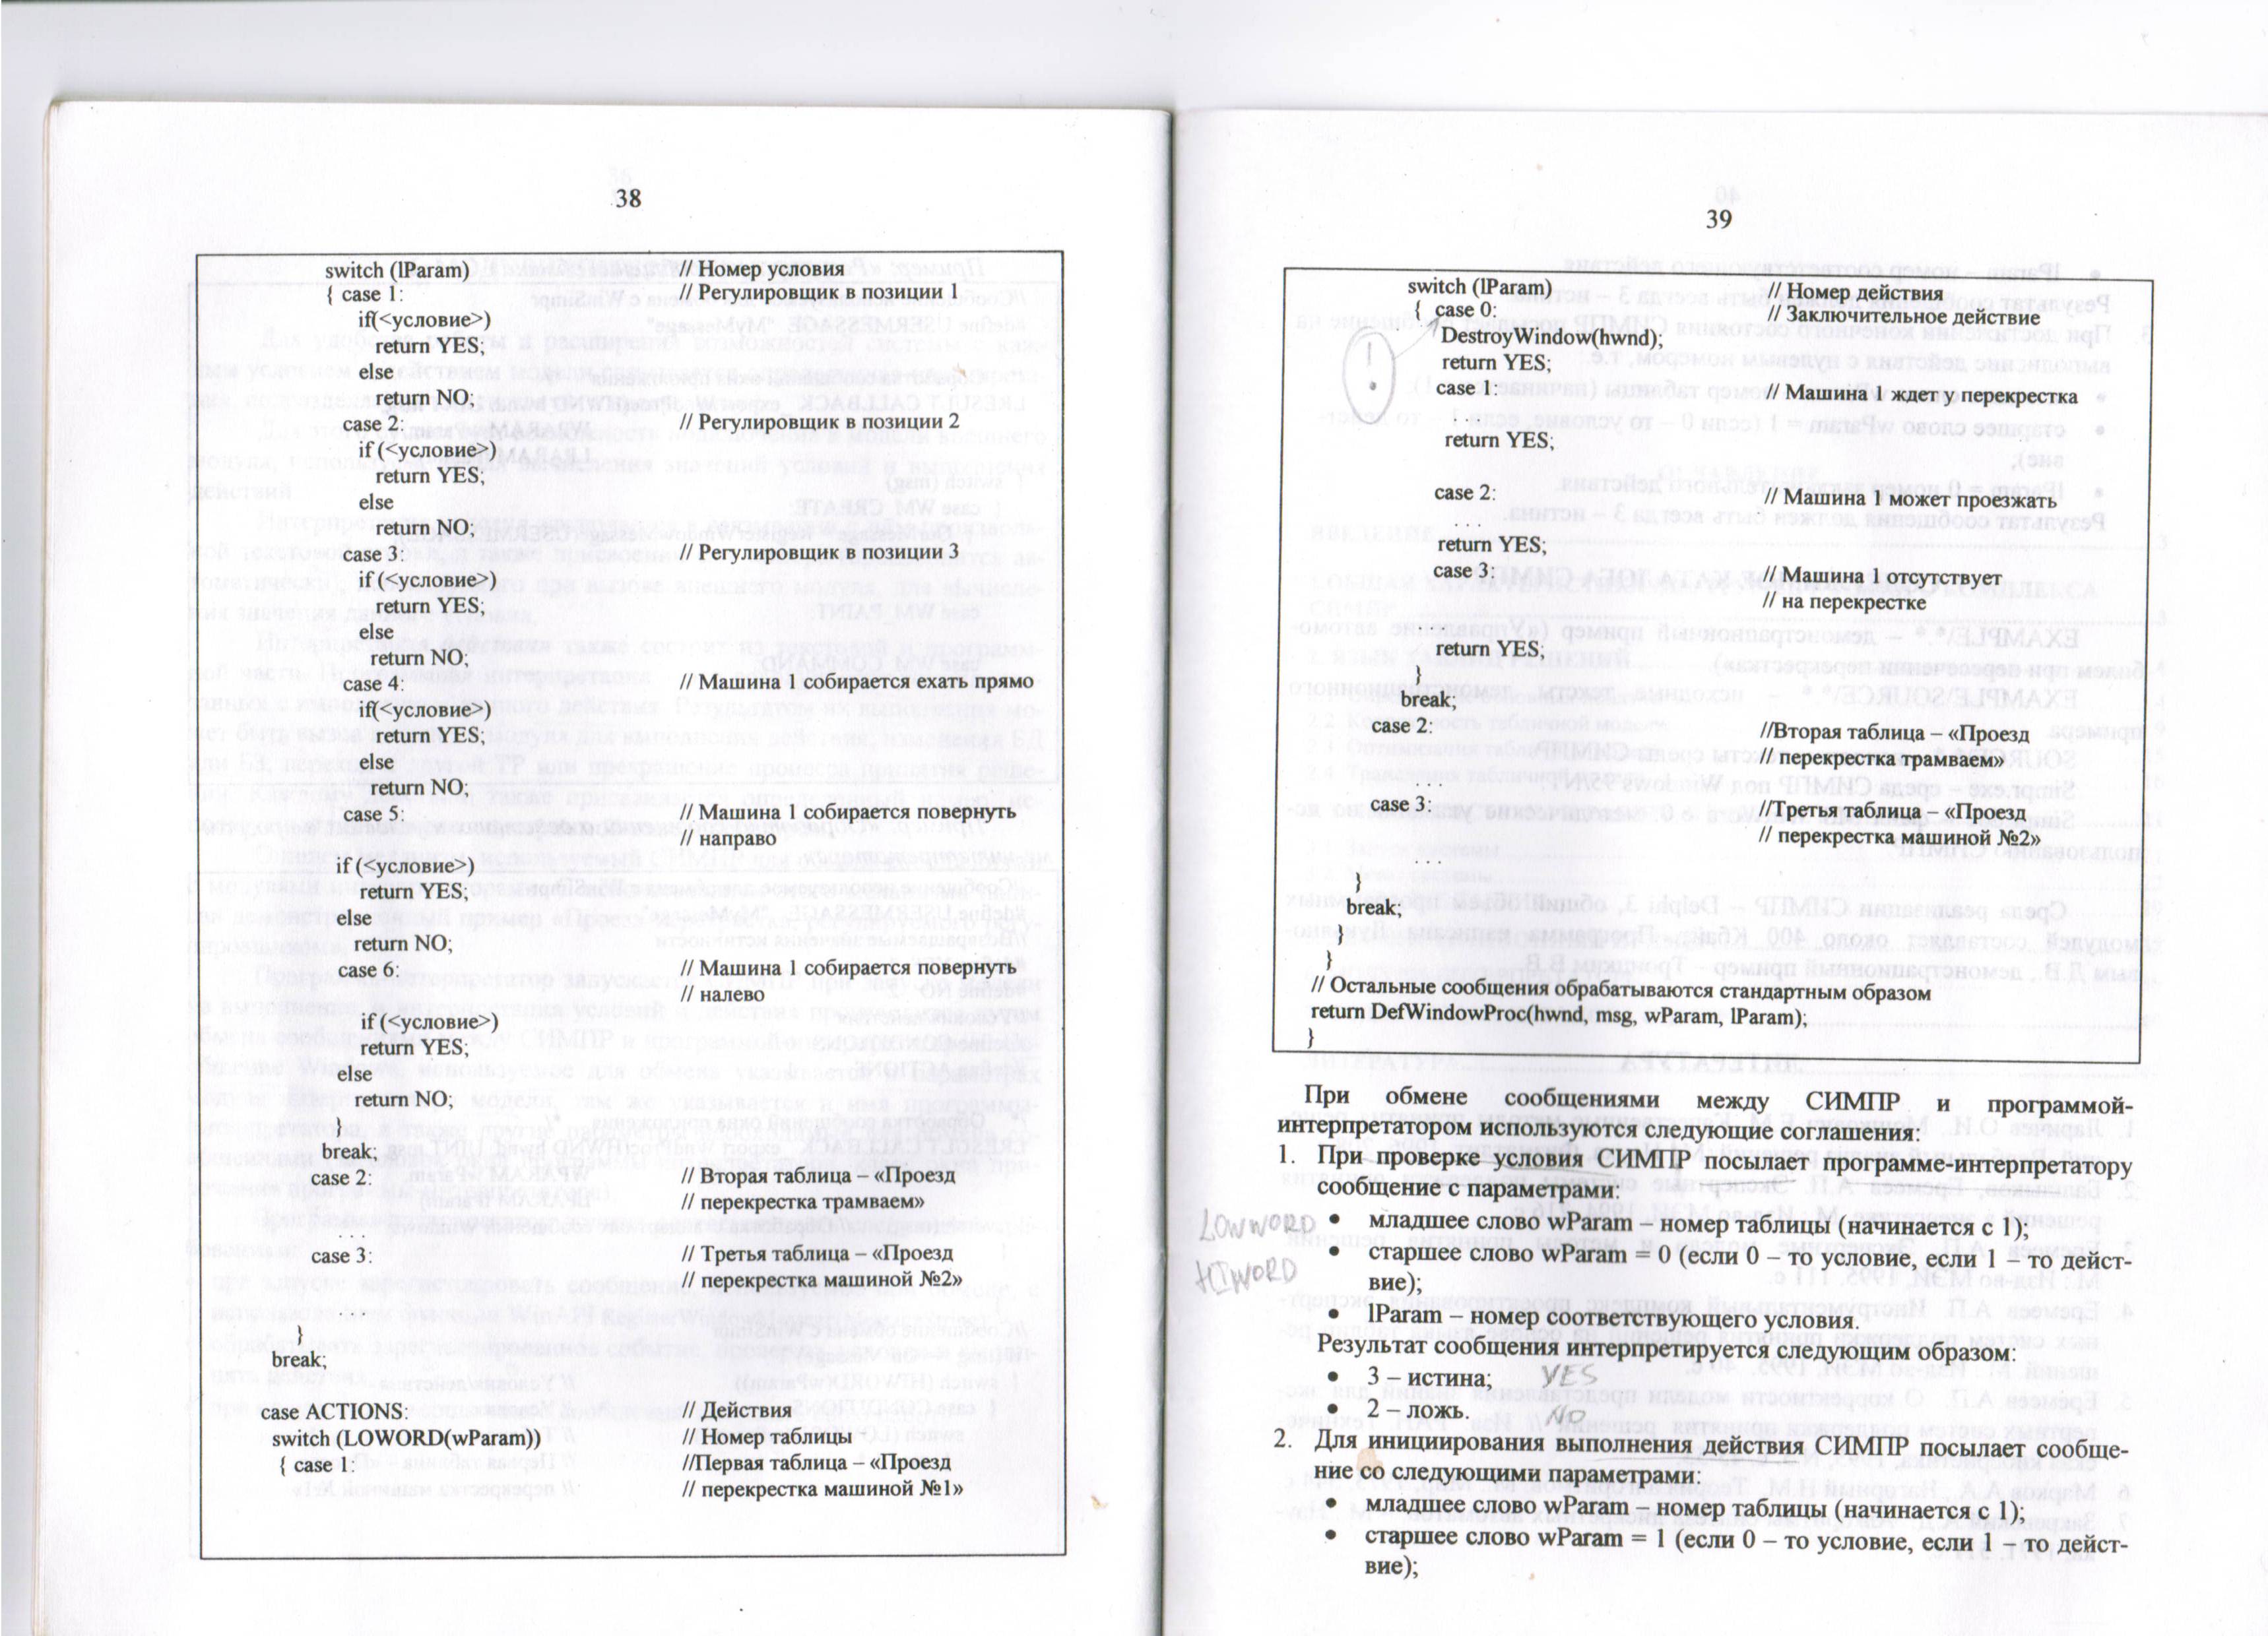 38
switch (lParam) // Номер условия
{ case 1: // Регулировщик в позиции 1
if(<условие>)
return YES;
else
return NO;
case 2: // Регулировщик в позиции 2
if (<условие>)
return YES;
else
return NO;
case 3: // Регулировщик в позиции 3
if (<условие>)
return YES;
else
return NO;
case 4: // Машина 1 собирается ехать прямо
if(<условие>)
return YES;
else
return NO;
case 5: // Машина 1 собирается повернуть
// направо
if (<условие>)
return YES;
else
return NO;
case 6: // Машина 1 собирается повернуть
// налево
if (<условие>)
return YES;
else
return NO;
}
break;
case 2: // Вторая таблица – «Проезд
// перекрестка трамваем»
. . .
case 3: // Третья таблица – «Проезд
// перекрестка машиной №2»
. . .
}
break;
case ACTIONS: // Действия
switch (LOWORD(wParam)) // Номер таблицы
{ case 1: //Первая таблица – «Проезд
// перекрестка машиной №1»
39
switch (lParam) // Номер действия
{ case 0: // Заключительное действие
DestroyWindow(hwnd);
!
return YES;
case 1: // Машина 1 ждет у перекрестка
. . .
return YES;
case 2: // Машина 1 может проезжать
. . .
return YES;
case 3: // Машина 1 отсутствует
// на перекрестке
. . .
return YES;
}
break;
case 2: //Вторая таблица – «Проезд
// перекрестка трамваем»
. . .
case 3: //Третья таблица – «Проезд
// перекрестка машиной №2»
. . .
}
break;
}
}
// Остальные сообщения обрабатываются стандартным образом
return DefWindowProc(hwnd, msg, wParam, lParam);
}
При обмене сообщениями между СИМПР и программой-
интерпретатором используются следующие соглашения:
1. При проверке условия СИМПР посылает программе-интерпретатору
сообщение с параметрами:
LOWWORD • младшее слово wParam – номер таблицы (начинается с 1);
HIWORD • старшее слово wParam = 0 (если 0 – то условие, если 1 – то дейст-
вие);
• lParam – номер соответствующего условия.
Результат сообщения интерпретируется следующим образом:
• 3 – истина; YES
• 2 – ложь. NO
2. Для инициирования выполнения действия СИМПР посылает сообще-
ние со следующими параметрами:
• младшее слово wParam – номер таблицы (начинается с 1);
• старшее слово wParam = 1 (если 0 – то условие, если 1 – то дейст-
вие);